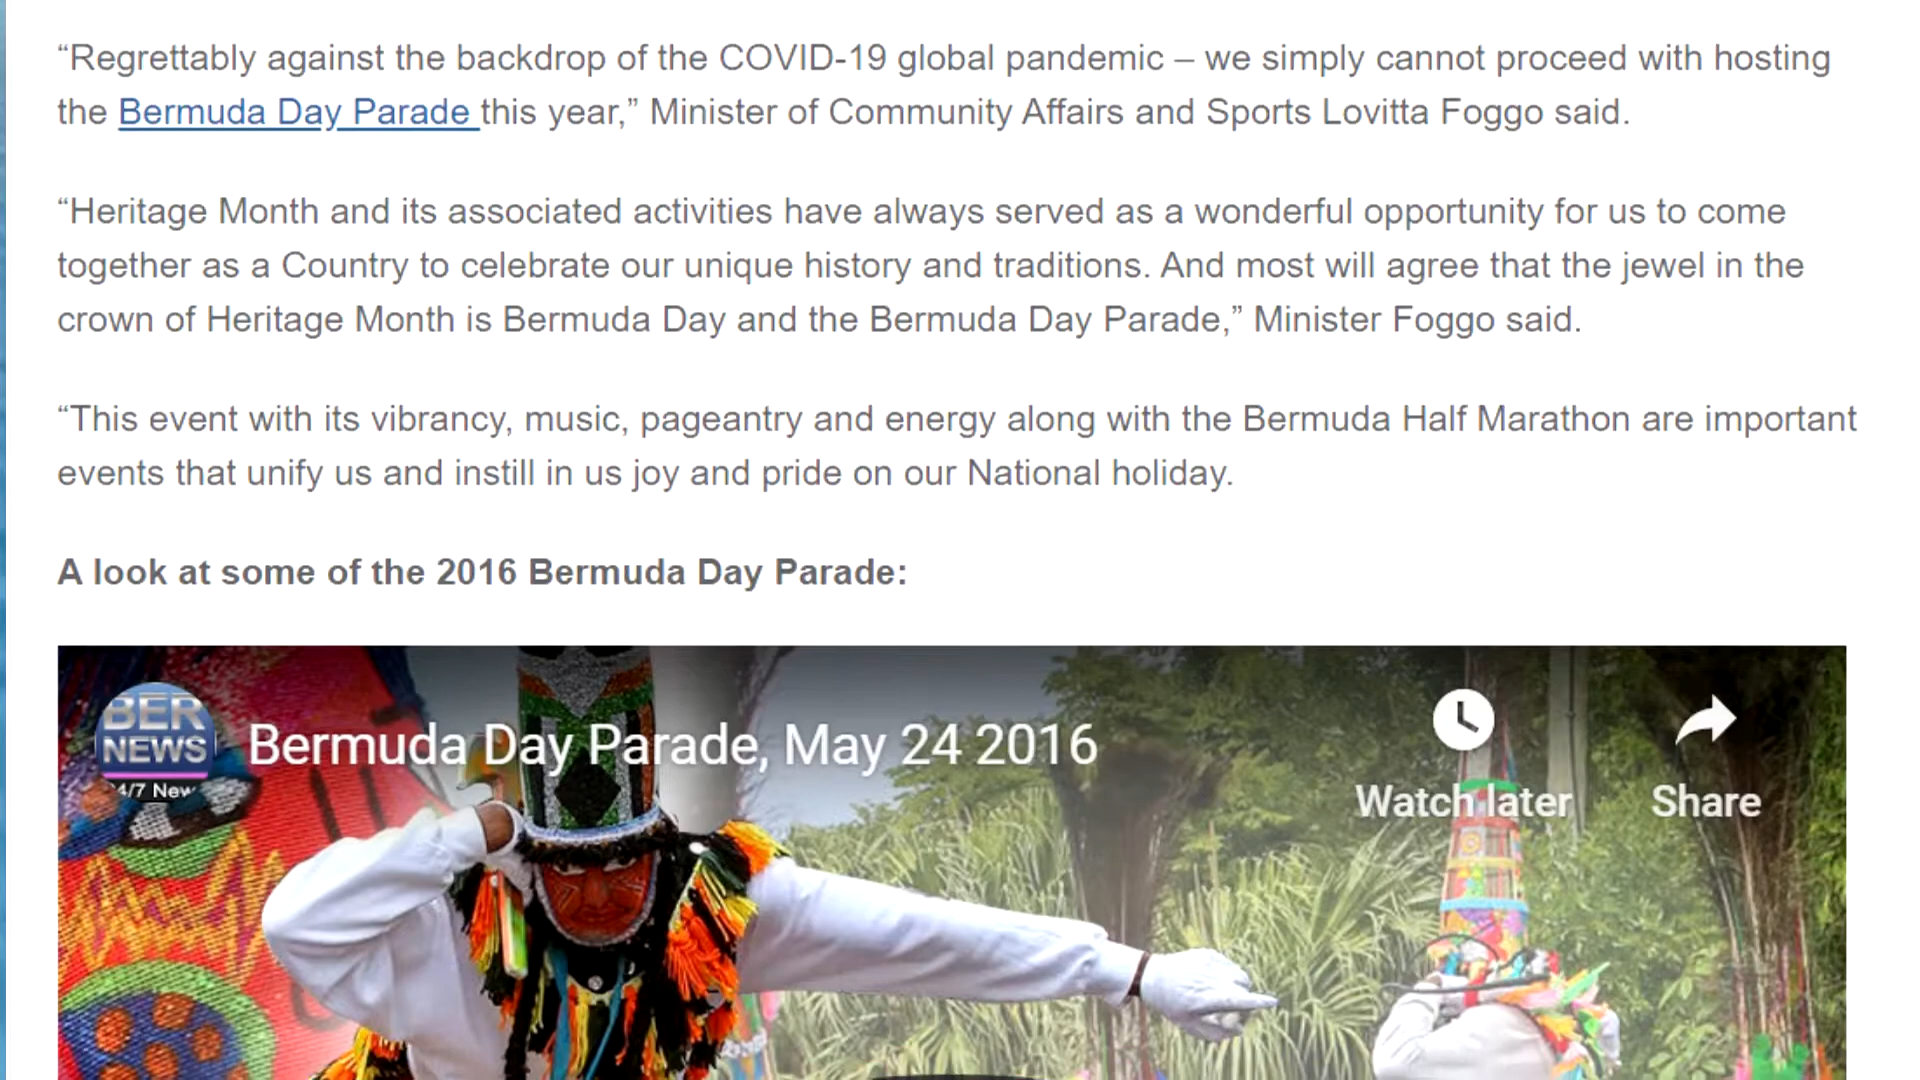 “Regrettably against the backdrop of the COVID-19 global pandemic – we simply cannot proceed with hosting
the Bermuda Day Parade this year,” Minister of Community Affairs and Sports Lovitta Foggo said.
“Heritage Month and its associated activities have always served as a wonderful opportunity for us to come
together as a Country to celebrate our unique history and traditions. And most will agree that the jewel in the
crown of Heritage Month is Bermuda Day and the Bermuda Day Parade,” Minister Foggo said.
“This event with its vibrancy, music, pageantry and energy along with the Bermuda Half Marathon are important
events that unify us and instill in us joy and pride on our National holiday.
A look at some of the 2016 Bermuda Day Parade:
BER
NEWS
4/7 New
Bermuda Day Parade, May 24 2016
Watch later
Share